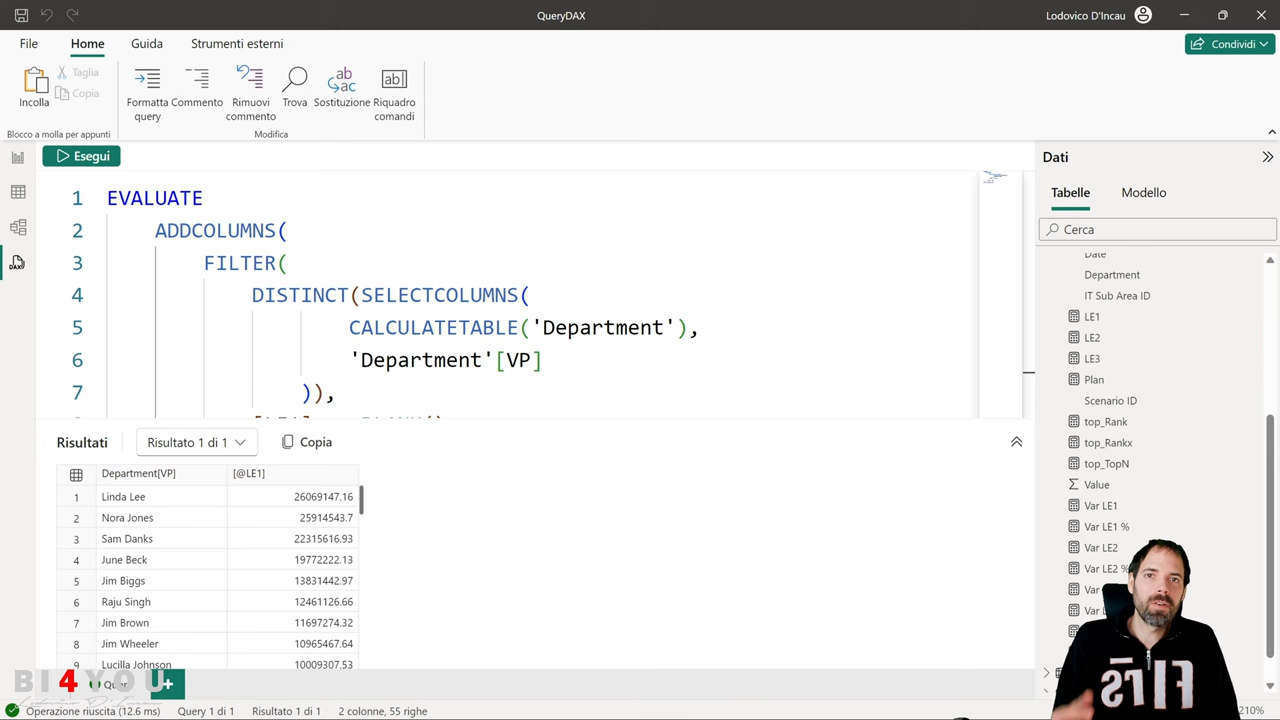 QueryDAX
Lodovico D'Incau
File
Home
Guida
Strumenti esterni
Condividi
Incolla
Taglia
Copia
Blocco a molla per appunti
Formatta query
Commento
Rimuovi commento
Trova
Sostituzione
Riquadro comandi
Modifica
Esegui
1 EVALUATE
2 ADDCOLUMNS(
3 FILTER(
4 DISTINCT(SELECTCOLUMNS(
5 CALCULATETABLE('Department'),
6 'Department'[VP]
7 )),
Risultati
Risultato 1 di 1
Copia
Department[VP] [@LE1]
1 Linda Lee 26069147.16
2 Nora Jones 25914543.7
3 Sam Danks 22315616.93
4 June Beck 19772222.13
5 Jim Biggs 13831442.97
6 Raju Singh 12461126.66
7 Jim Brown 11697274.32
8 Jim Wheeler 10965467.64
9 Lucilla Johnson 10009307.53
Dati
Tabelle
Modello
Cerca
Date
Department
IT Sub Area ID
LE1
LE2
LE3
Plan
Scenario ID
top_Rank
top_Rankx
top_TopN
Value
Var LE1
Var LE1 %
Var LE2
Var LE2 %
BI4YOU
Lodovico D'Incau
Operazione riuscita (12.6 ms)
Query 1 di 1
Risultato 1 di 1
2 colonne, 55 righe
210%